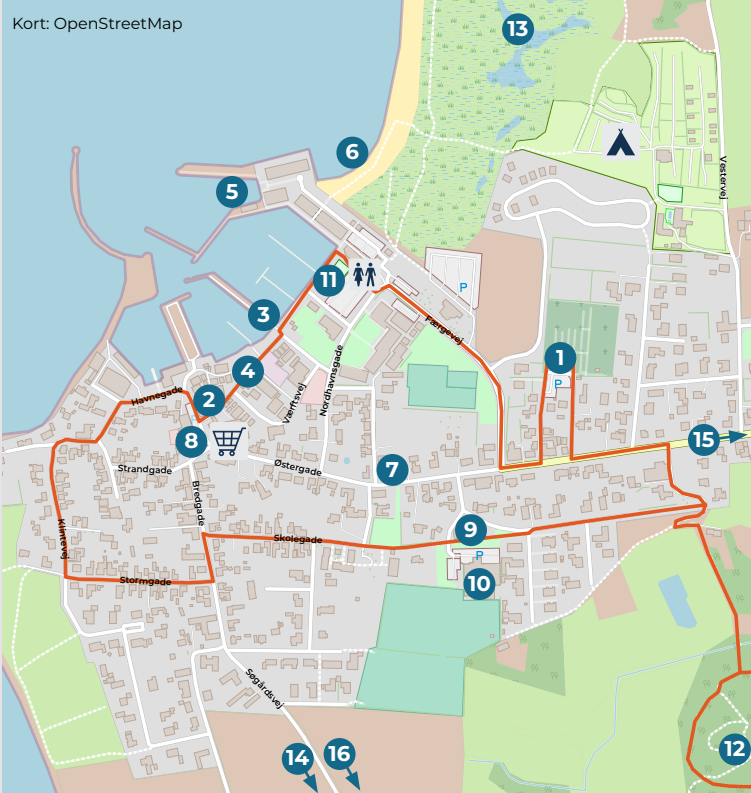 Kort: OpenStreetMap
13
Vestervej
6
5
11
P
3
Færgevej
1
P
4
Nordhavnsgade
Værftsvej
Havnegade
2
8
15
Strandgade
Østergade
7
Bredgade
Klintevej
Skolegade
9
P
10
Stormgade
Søgårdsvej
14
16
12